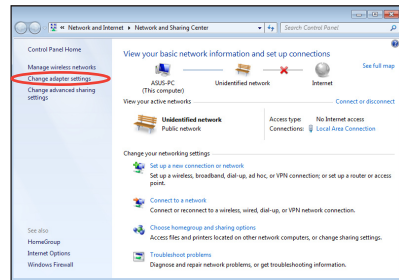 « Network and Internet ▸ Network and Sharing Center
Search Control Panel
Control Panel Home
Manage wireless networks
Change adapter settings
Change advanced sharing
settings
See also
HomeGroup
Internet Options
Windows Firewall
View your basic network information and set up connections
See full map
ASUS-PC
(This computer)
Unidentified network
Internet
View your active networks
Connect or disconnect
Unidentified network
Public network
Access type: No Internet access
Connections: Local Area Connection
Change your networking settings
Set up a new connection or network
Set up a wireless, broadband, dial-up, ad hoc, or VPN connection; or set up a router or access
point.
Connect to a network
Connect or reconnect to a wireless, wired, dial-up, or VPN network connection.
Choose homegroup and sharing options
Access files and printers located on other network computers, or change sharing settings.
Troubleshoot problems
Diagnose and repair network problems, or get troubleshooting information.